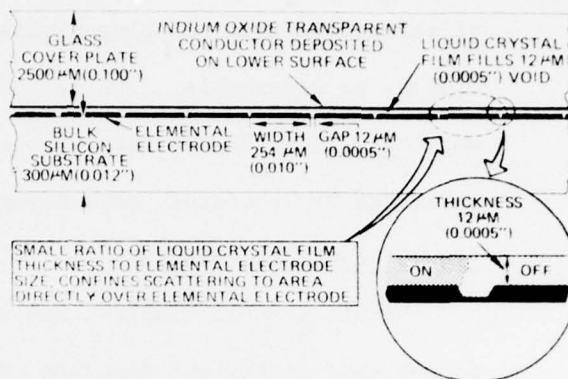 GLASS
COVER PLATE
2500 µM(0.100")
INDIUM OXIDE TRANSPARENT
CONDUCTOR DEPOSITED
ON LOWER SURFACE
LIQUID CRYSTAL
FILM FILLS 12 µM
(0.0005") VOID
BULK
SILICON
SUBSTRATE
300µM(0.012")
ELEMENTAL
ELECTRODE
WIDTH
254 µM
(0.010")
GAP 12 µM
(0.0005")
THICKNESS
12 µM
(0.0005")
ON
OFF
SMALL RATIO OF LIQUID CRYSTAL FILM
THICKNESS TO ELEMENTAL ELECTRODE
SIZE, CONFINES SCATTERING TO AREA
DIRECTLY OVER ELEMENTAL ELECTRODE